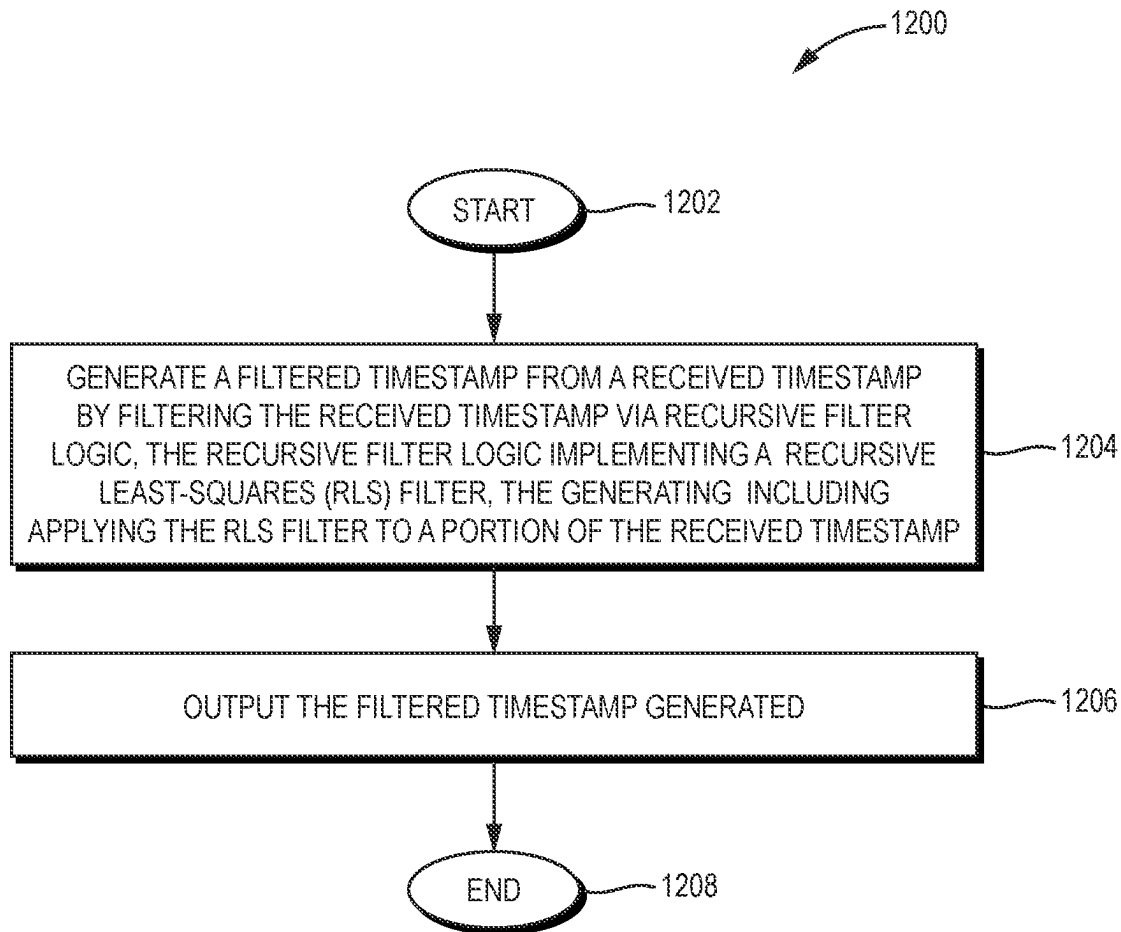 1200
START
1202
GENERATE A FILTERED TIMESTAMP FROM A RECEIVED TIMESTAMP
BY FILTERING THE RECEIVED TIMESTAMP VIA RECURSIVE FILTER
LOGIC, THE RECURSIVE FILTER LOGIC IMPLEMENTING A RECURSIVE
LEAST-SQUARES (RLS) FILTER, THE GENERATING INCLUDING
APPLYING THE RLS FILTER TO A PORTION OF THE RECEIVED TIMESTAMP
1204
OUTPUT THE FILTERED TIMESTAMP GENERATED
1206
END
1208